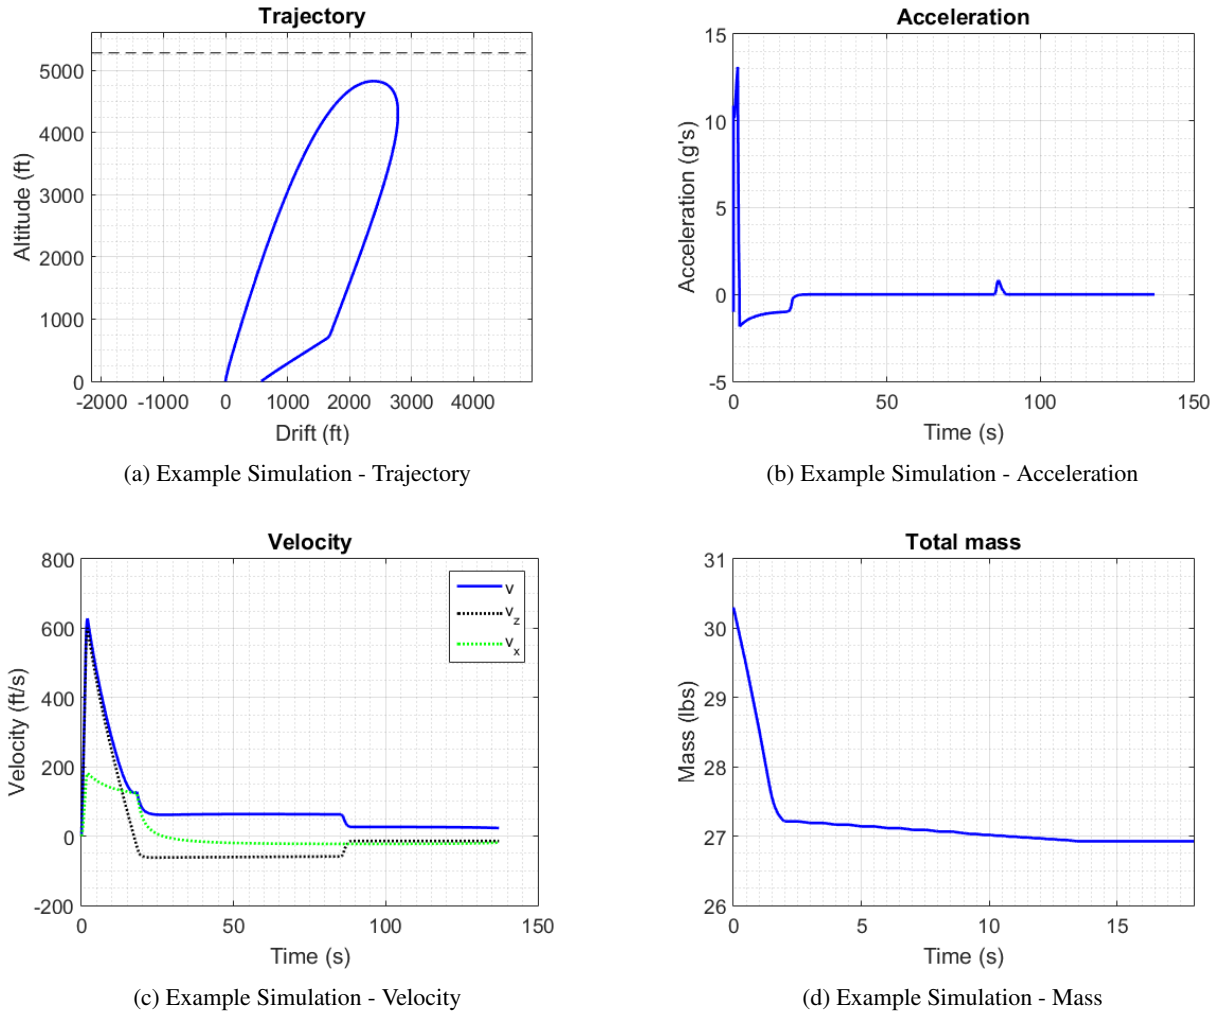 Trajectory
Altitude (ft)
5000
4000
3000
2000
1000
0
-2000 -1000 0 1000 2000 3000 4000
Drift (ft)
(a) Example Simulation - Trajectory
Acceleration
Acceleration (g's)
15
10
5
0
-5
0 50 100 150
Time (s)
(b) Example Simulation - Acceleration
Velocity
Velocity (ft/s)
800
600
400
200
0
-200
v
v_z
v_x
0 50 100 150
Time (s)
(c) Example Simulation - Velocity
Total mass
Mass (lbs)
31
30
29
28
27
26
0 5 10 15
Time (s)
(d) Example Simulation - Mass